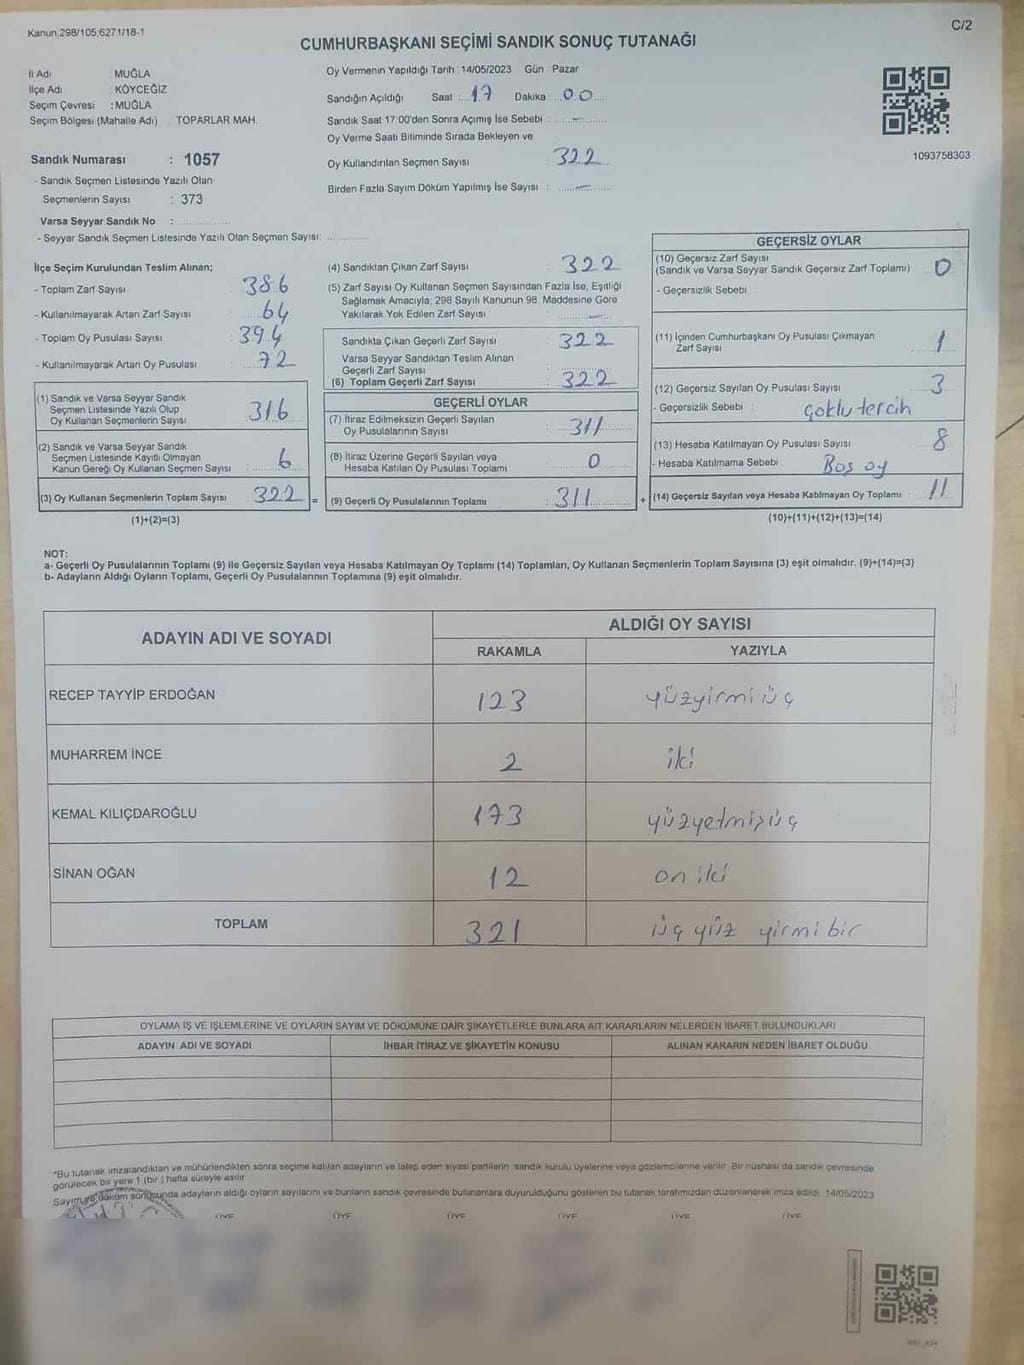 Kanun,298/105,6271/18-1
C/2
CUMHURBAŞKANI SEÇİMİ SANDIK SONUÇ TUTANAĞI
İl Adı : MUĞLA
İlçe Adı : KÖYCEĞİZ
Seçim Çevresi : MUĞLA
Seçim Bölgesi (Mahalle Adı) TOPARLAR MAH.
Oy Vermenin Yapıldığı Tarih : 14/05/2023 Gün Pazar
Sandığın Açıldığı Saat : 17 Dakika : 00
Sandık Saat 17:00'den Sonra Açımış İse Sebebi : —
Oy Verme Saati Bitiminde Sırada Bekleyen ve
Oy Kullandırılan Seçmen Sayısı : 322
Birden Fazla Sayım Döküm Yapılmış İse Sayısı : —
1093758303
Sandık Numarası : 1057
- Sandık Seçmen Listesinde Yazılı Olan
Seçmenlerin Sayısı : 373
Varsa Seyyar Sandık No :
- Seyyar Sandık Seçmen Listesinde Yazılı Olan Seçmen Sayısı:
İlçe Seçim Kurulundan Teslim Alınan;
- Toplam Zarf Sayısı 386
- Kullanılmayarak Artan Zarf Sayısı 64
- Toplam Oy Pusulası Sayısı 394
- Kullanılmayarak Artan Oy Pusulası 72
(1) Sandık ve Varsa Seyyar Sandık
Seçmen Listesinde Yazılı Olup
Oy Kullanan Seçmenlerin Sayısı 316
(2) Sandık ve Varsa Seyyar Sandık
Seçmen Listesinde Kayıtlı Olmayan
Kanun Gereği Oy Kullanan Seçmen Sayısı 6
(3) Oy Kullanan Seçmenlerin Toplam Sayısı 322 =
(1)+(2)=(3)
(4) Sandıktan Çıkan Zarf Sayısı : 322
(5) Zarf Sayısı Oy Kullanan Seçmen Sayısından Fazla İse, Eşitliği
Sağlamak Amacıyla, 298 Sayılı Kanunun 98. Maddesine Göre
Yakılarak Yok Edilen Zarf Sayısı : —
Sandıkta Çıkan Geçerli Zarf Sayısı : 322
Varsa Seyyar Sandıktan Teslim Alınan
Geçerli Zarf Sayısı
(6) Toplam Geçerli Zarf Sayısı : 322
GEÇERLİ OYLAR
(7) İtiraz Edilmeksizin Geçerli Sayılan
Oy Pusulalarının Sayısı : 311
(8) İtiraz Üzerine Geçerli Sayılan veya
Hesaba Katılan Oy Pusulası Toplamı : 0
(9) Geçerli Oy Pusulalarının Toplamı : 311 +
GEÇERSİZ OYLAR
(10) Geçersiz Zarf Sayısı
(Sandık ve Varsa Seyyar Sandık Geçersiz Zarf Toplamı) 0
- Geçersizlik Sebebi :
(11) İçinden Cumhurbaşkanı Oy Pusulası Çıkmayan
Zarf Sayısı 1
(12) Geçersiz Sayılan Oy Pusulası Sayısı 3
- Geçersizlik Sebebi : çoklu tercih
(13) Hesaba Katılmayan Oy Pusulası Sayısı 8
- Hesaba Katılmama Sebebi : Boş oy
(14) Geçersiz Sayılan veya Hesaba Katılmayan Oy Toplamı : 11
(10)+(11)+(12)+(13)=(14)
NOT:
a- Geçerli Oy Pusulalarının Toplamı (9) ile Geçersiz Sayılan veya Hesaba Katılmayan Oy Toplamı (14) Toplamları, Oy Kullanan Seçmenlerin Toplam Sayısına (3) eşit olmalıdır. (9)+(14)=(3)
b- Adayların Aldığı Oyların Toplamı, Geçerli Oy Pusulalarının Toplamına (9) eşit olmalıdır.
ADAYIN ADI VE SOYADI ALDIĞI OY SAYISI
RAKAMLA YAZIYLA
RECEP TAYYİP ERDOĞAN 123 yüzyirmi üç
MUHARREM İNCE 2 iki
KEMAL KILIÇDAROĞLU 173 yüzyetmişüç
SİNAN OĞAN 12 on iki
TOPLAM 321 üç yüz yirmi bir
OYLAMA İŞ VE İŞLEMLERİNE VE OYLARIN SAYIM VE DÖKÜMÜNE DAİR ŞİKAYETLERLE BUNLARA AİT KARARLARIN NELERDEN İBARET BULUNDUKLARI
ADAYIN ADI VE SOYADI İHBAR İTİRAZ VE ŞİKAYETİN KONUSU ALINAN KARARIN NEDEN İBARET OLDUĞU
"Bu tutanak imzalandıktan ve mühürlendikten sonra seçime katılan adayların ve talep eden siyasi partilerin sandık kurulu üyelerine veya gözlemcilerine verilir. Bir nüshası da sandık çevresinde
görülecek bir yere 1 (bir) hafta süreyle asılır.
Sayım ve döküm sonucunda adayların aldığı oyların sayılarını ve bunların sandık çevresinde bulunanlara duyurulduğunu gösteren bu tutanak tarafımızdan düzenlenerek imza edildi. 14/05/2023
ÜYE ÜYE ÜYE ÜYE ÜYE ÜYE